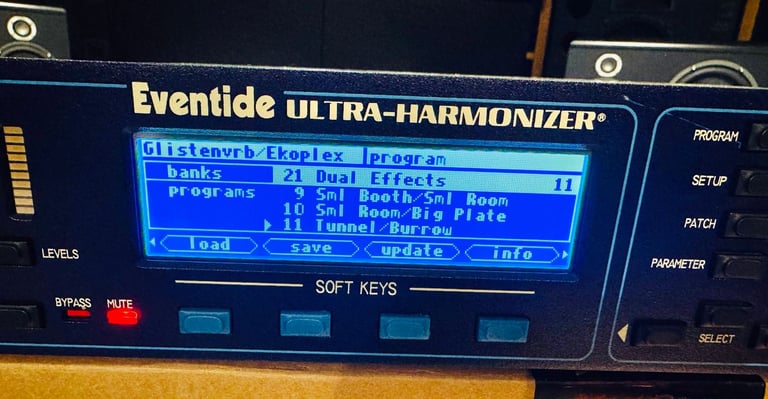 Eventide ULTRA-HARMONIZER®
Glistenvrb/Ekoplex program
banks 21 Dual Effects 11
programs 9 Sml Booth/Sml Room
10 Sml Room/Big Plate
11 Tunnel/Burrow
load save update info
SOFT KEYS
LEVELS
BYPASS MUTE
PROGRAM
SETUP
PATCH
PARAMETER
SELECT